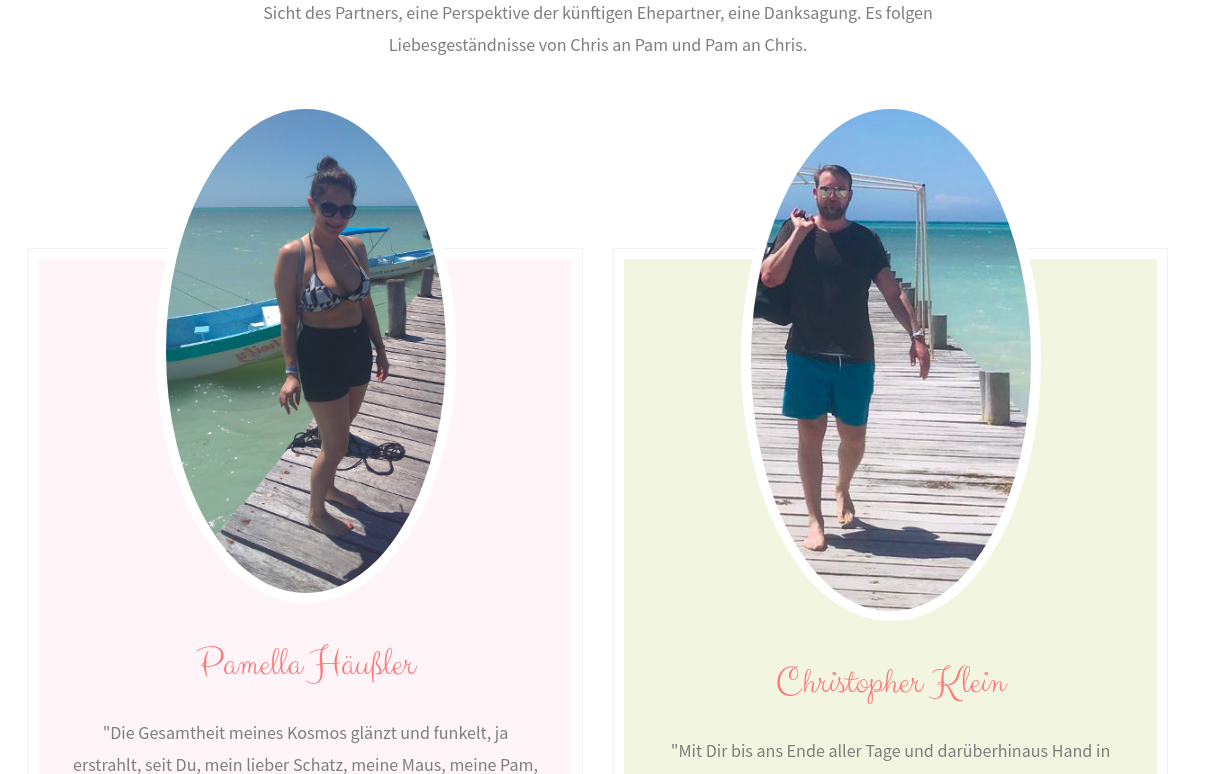 Sicht des Partners, eine Perspektive der künftigen Ehepartner, eine Danksagung. Es folgen
Liebesgeständnisse von Chris an Pam und Pam an Chris.
Pamella Häußler
"Die Gesamtheit meines Kosmos glänzt und funkelt, ja
erstrahlt, seit Du, mein lieber Schatz, meine Maus, meine Pam,
Christopher Klein
"Mit Dir bis ans Ende aller Tage und darüberhinaus Hand in